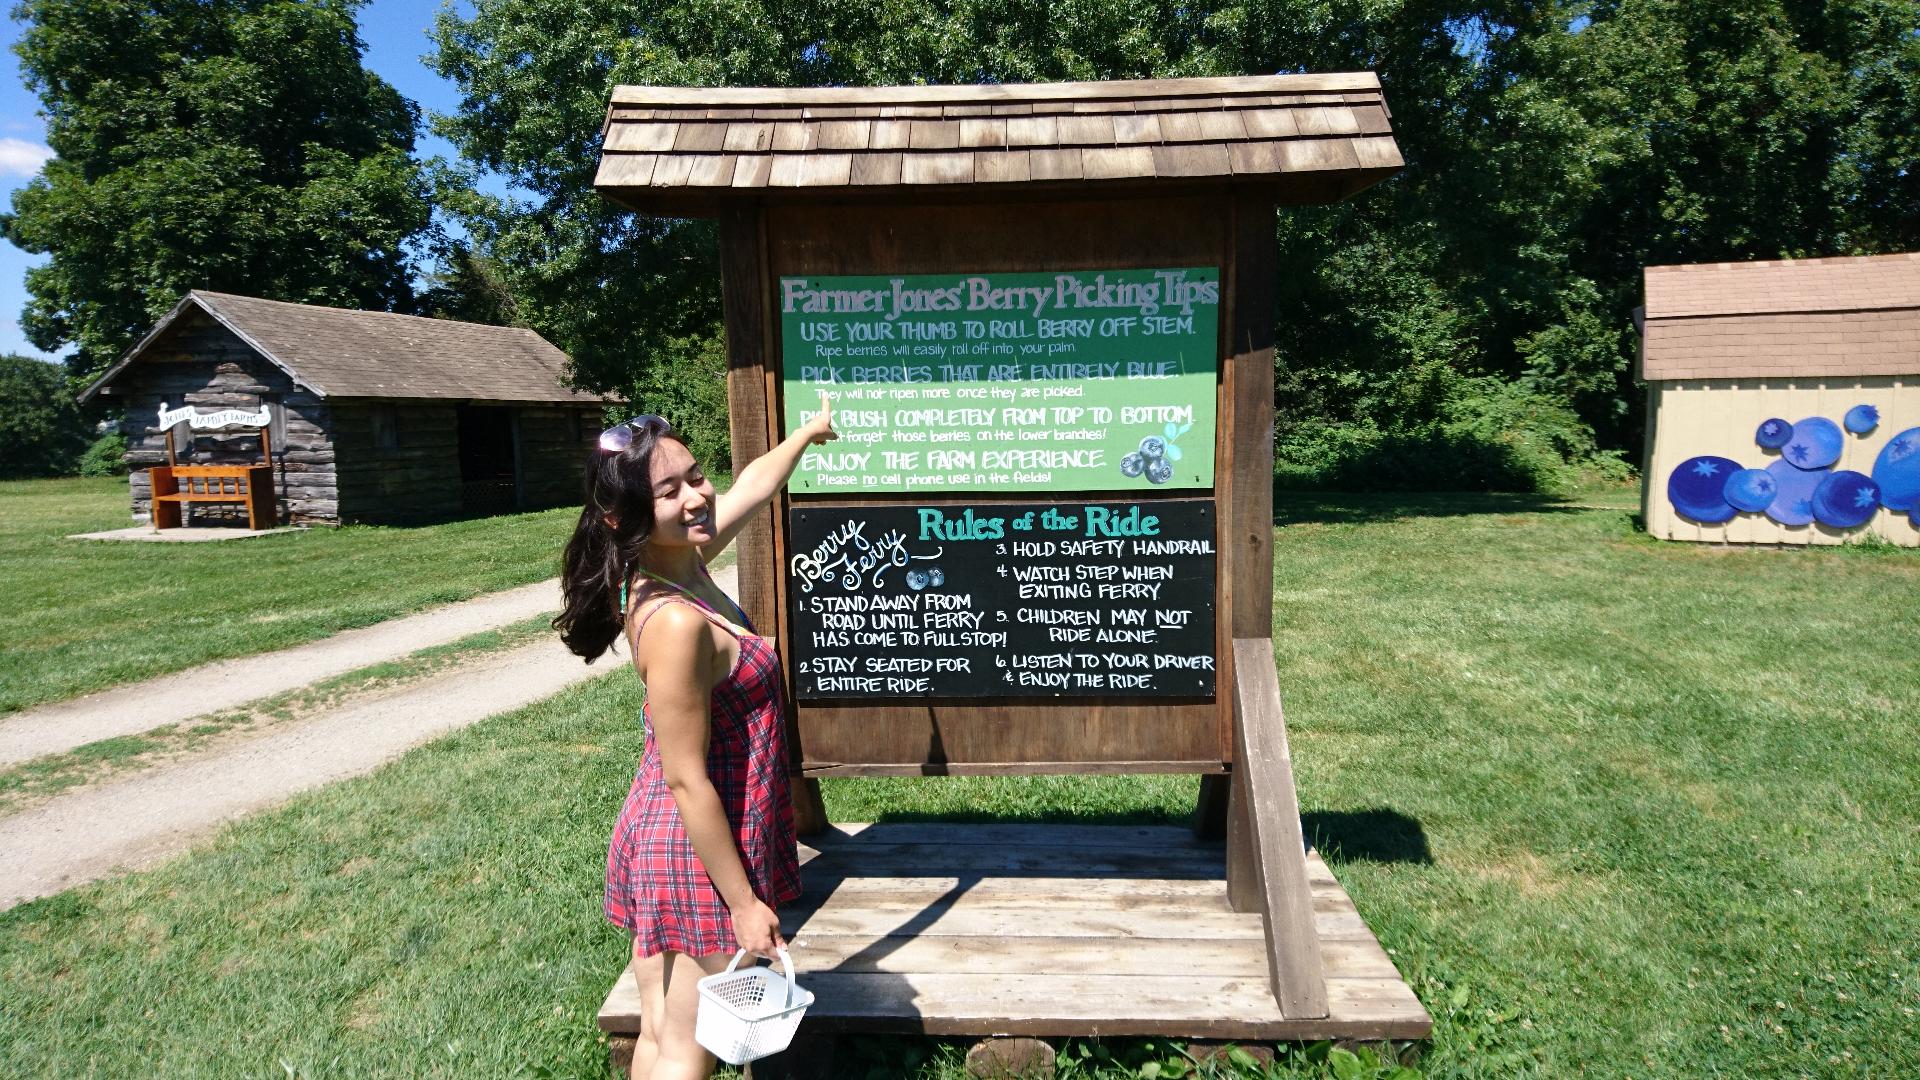 JONES FAMILY FARMS
Farmer Jones' Berry Picking Tips
USE YOUR THUMB TO ROLL BERRY OFF STEM.
Ripe berries will easily roll off into your palm.
PICK BERRIES THAT ARE ENTIRELY BLUE.
They will not ripen more once they are picked.
BUSH COMPLETELY FROM TOP TO BOTTOM.
forget those berries on the lower branches!
ENJOY THE FARM EXPERIENCE.
Please no cell phone use in the fields!
Berry
Ferry
Rules of the Ride
1. STAND AWAY FROM
ROAD UNTIL FERRY
HAS COME TO FULL STOP!
2. STAY SEATED FOR
ENTIRE RIDE.
3. HOLD SAFETY HANDRAIL
4. WATCH STEP WHEN
EXITING FERRY
5. CHILDREN MAY NOT
RIDE ALONE.
6. LISTEN TO YOUR DRIVER
& ENJOY THE RIDE.